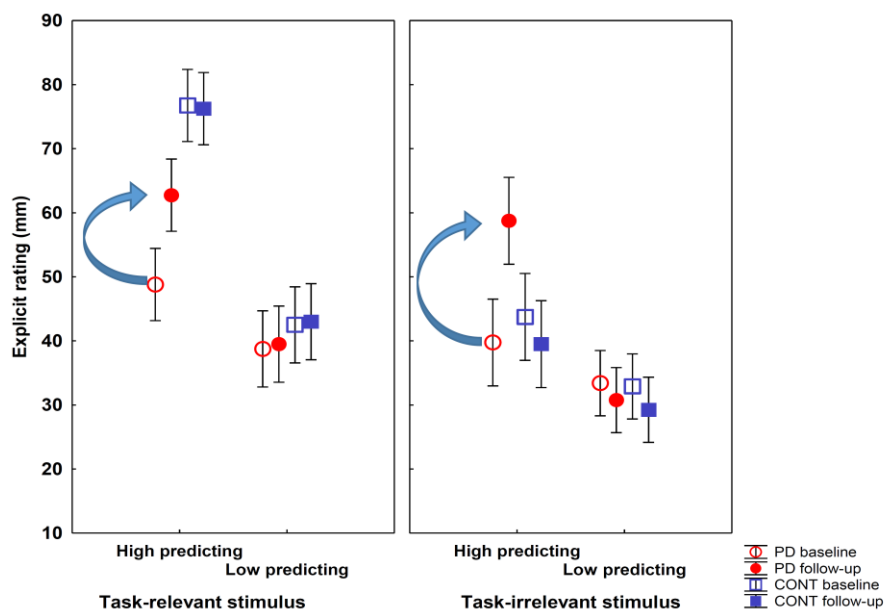 Explicit rating (mm)
90
80
70
60
50
40
30
20
10
High predicting
Low predicting
Task-relevant stimulus
High predicting
Low predicting
Task-irrelevant stimulus
PD baseline
PD follow-up
CONT baseline
CONT follow-up